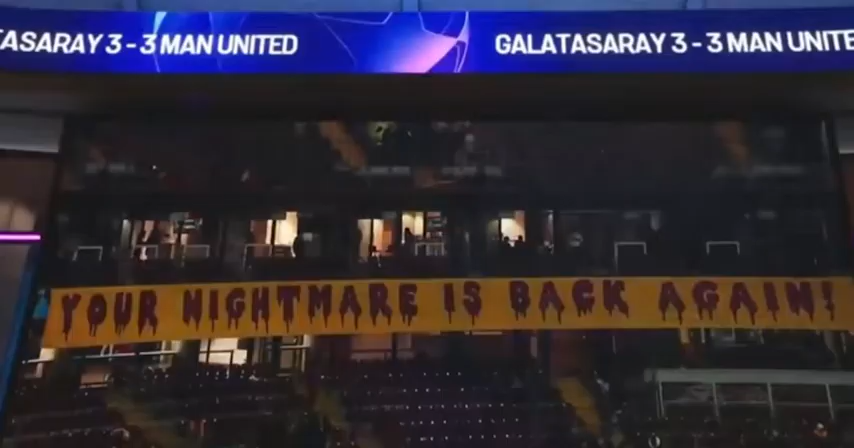 ASARAY 3 - 3 MAN UNITED GALATASARAY 3 - 3 MAN UNITE
YOUR NIGHTMARE IS BACK AGAIN!